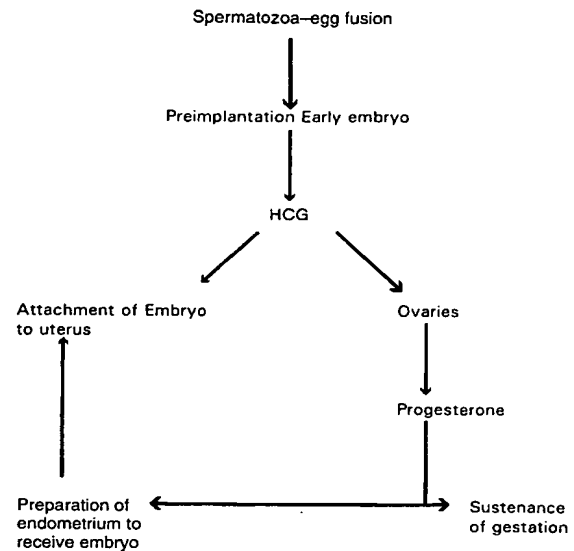 Spermatozoa–egg fusion
Preimplantation Early embryo
HCG
Attachment of Embryo
to uterus
Ovaries
Progesterone
Preparation of
endometrium to
receive embryo
Sustenance
of gestation